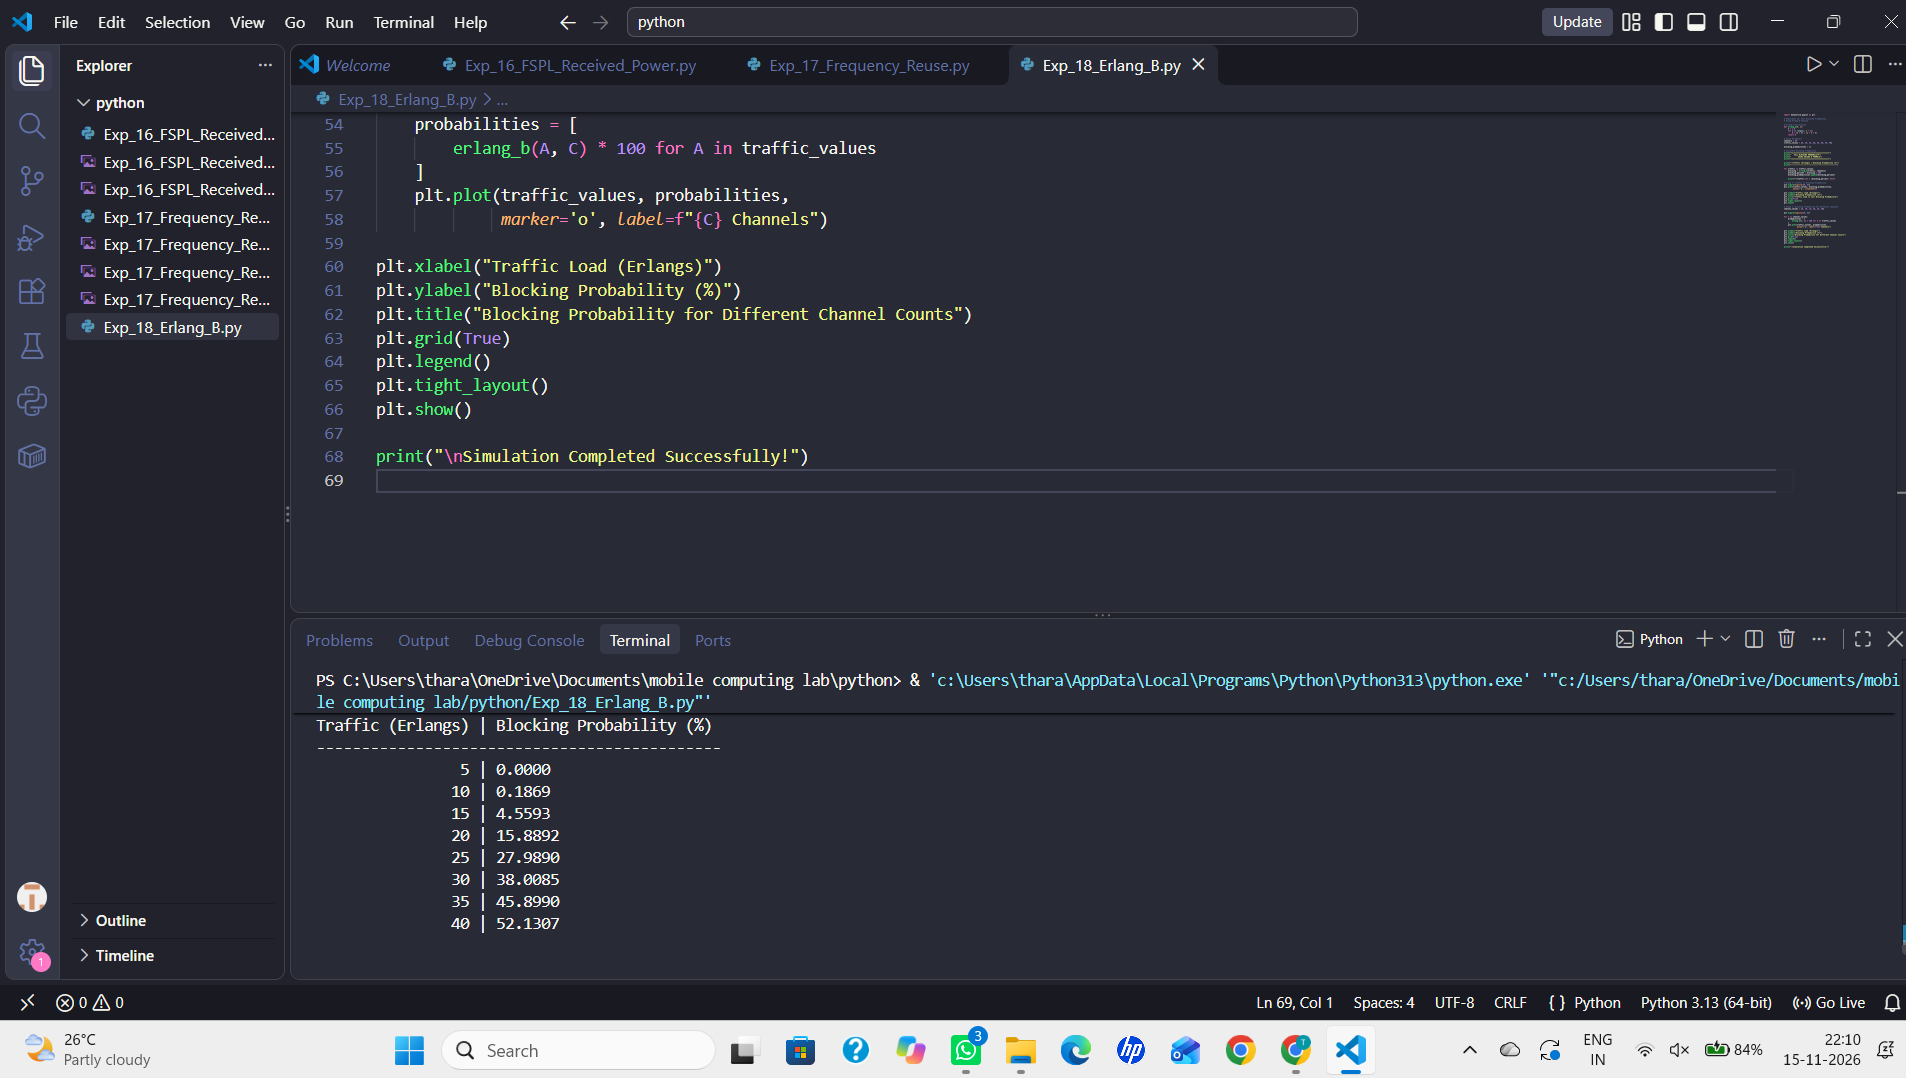 File Edit Selection View Go Run Terminal Help
python
Update
Explorer
Welcome
Exp_16_FSPL_Received_Power.py
Exp_17_Frequency_Reuse.py
Exp_18_Erlang_B.py
python
Exp_16_FSPL_Received...
Exp_16_FSPL_Received...
Exp_16_FSPL_Received...
Exp_17_Frequency_Re...
Exp_17_Frequency_Re...
Exp_17_Frequency_Re...
Exp_17_Frequency_Re...
Exp_18_Erlang_B.py
Outline
Timeline
1
Exp_18_Erlang_B.py > ...
54 probabilities = [
55 erlang_b(A, C) * 100 for A in traffic_values
56 ]
57 plt.plot(traffic_values, probabilities,
58 marker='o', label=f"{C} Channels")
59
60 plt.xlabel("Traffic Load (Erlangs)")
61 plt.ylabel("Blocking Probability (%)")
62 plt.title("Blocking Probability for Different Channel Counts")
63 plt.grid(True)
64 plt.legend()
65 plt.tight_layout()
66 plt.show()
67
68 print("\nSimulation Completed Successfully!")
69
Problems Output Debug Console Terminal Ports
Python
PS C:\Users\thara\OneDrive\Documents\mobile computing lab\python> & 'c:\Users\thara\AppData\Local\Programs\Python\Python313\python.exe' '"c:/Users/thara/OneDrive/Documents/mobi
le computing lab/python/Exp_18_Erlang_B.py"'
Traffic (Erlangs) | Blocking Probability (%)
---------------------------------------------
5 | 0.0000
10 | 0.1869
15 | 4.5593
20 | 15.8892
25 | 27.9890
30 | 38.0085
35 | 45.8990
40 | 52.1307
0 0
Ln 69, Col 1 Spaces: 4 UTF-8 CRLF { } Python Python 3.13 (64-bit) Go Live
26°C
Partly cloudy
Search
hp
3
T
ENG
IN
84%
22:10
15-11-2026